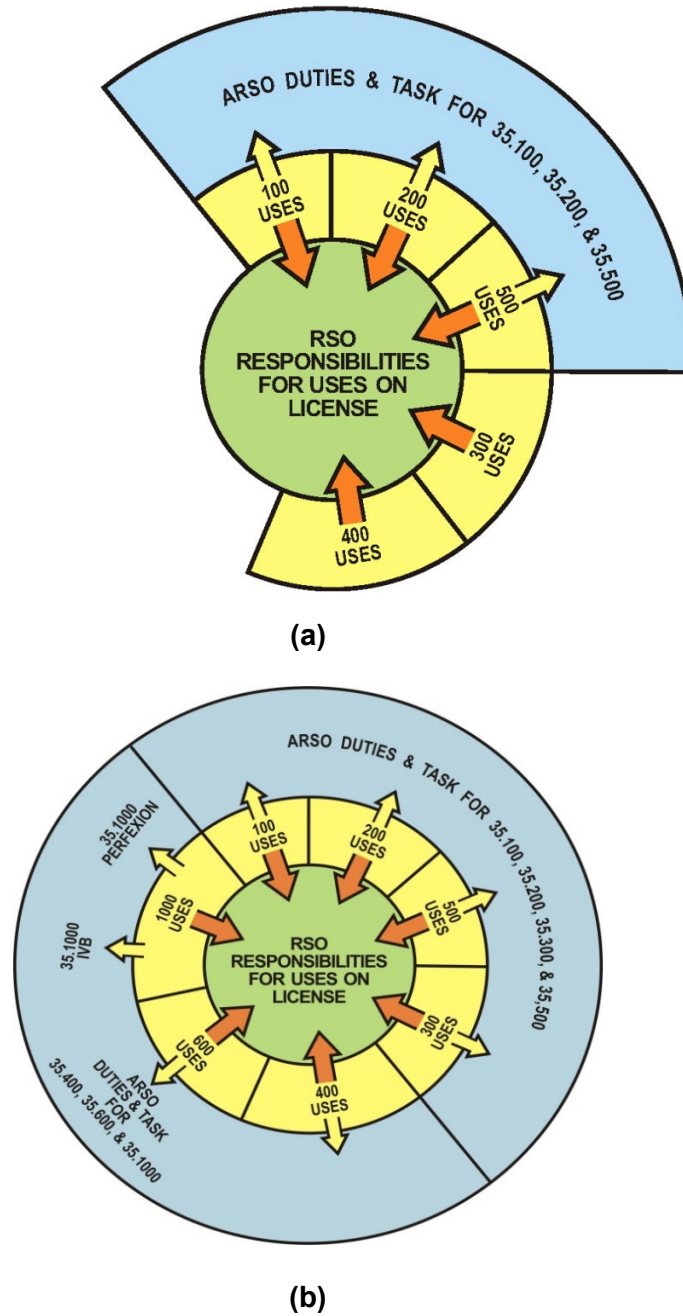 ARSO DUTIES & TASK FOR 35.100, 35.200, & 35.500
100
USES
200
USES
500
USES
300
USES
400
USES
RSO
RESPONSIBILITIES
FOR USES ON
LICENSE
(a)
ARSO DUTIES & TASK FOR 35.100, 35.200, 35.300, & 35,500
35.1000
PERFEXION
35.1000
IVB
100
USES
200
USES
500
USES
300
USES
400
USES
600
USES
1000
USES
RSO
RESPONSIBILITIES
FOR USES ON
LICENSE
ARSO
DUTIES & TASK
FOR
35.400, 35.600, & 35.1000
(b)